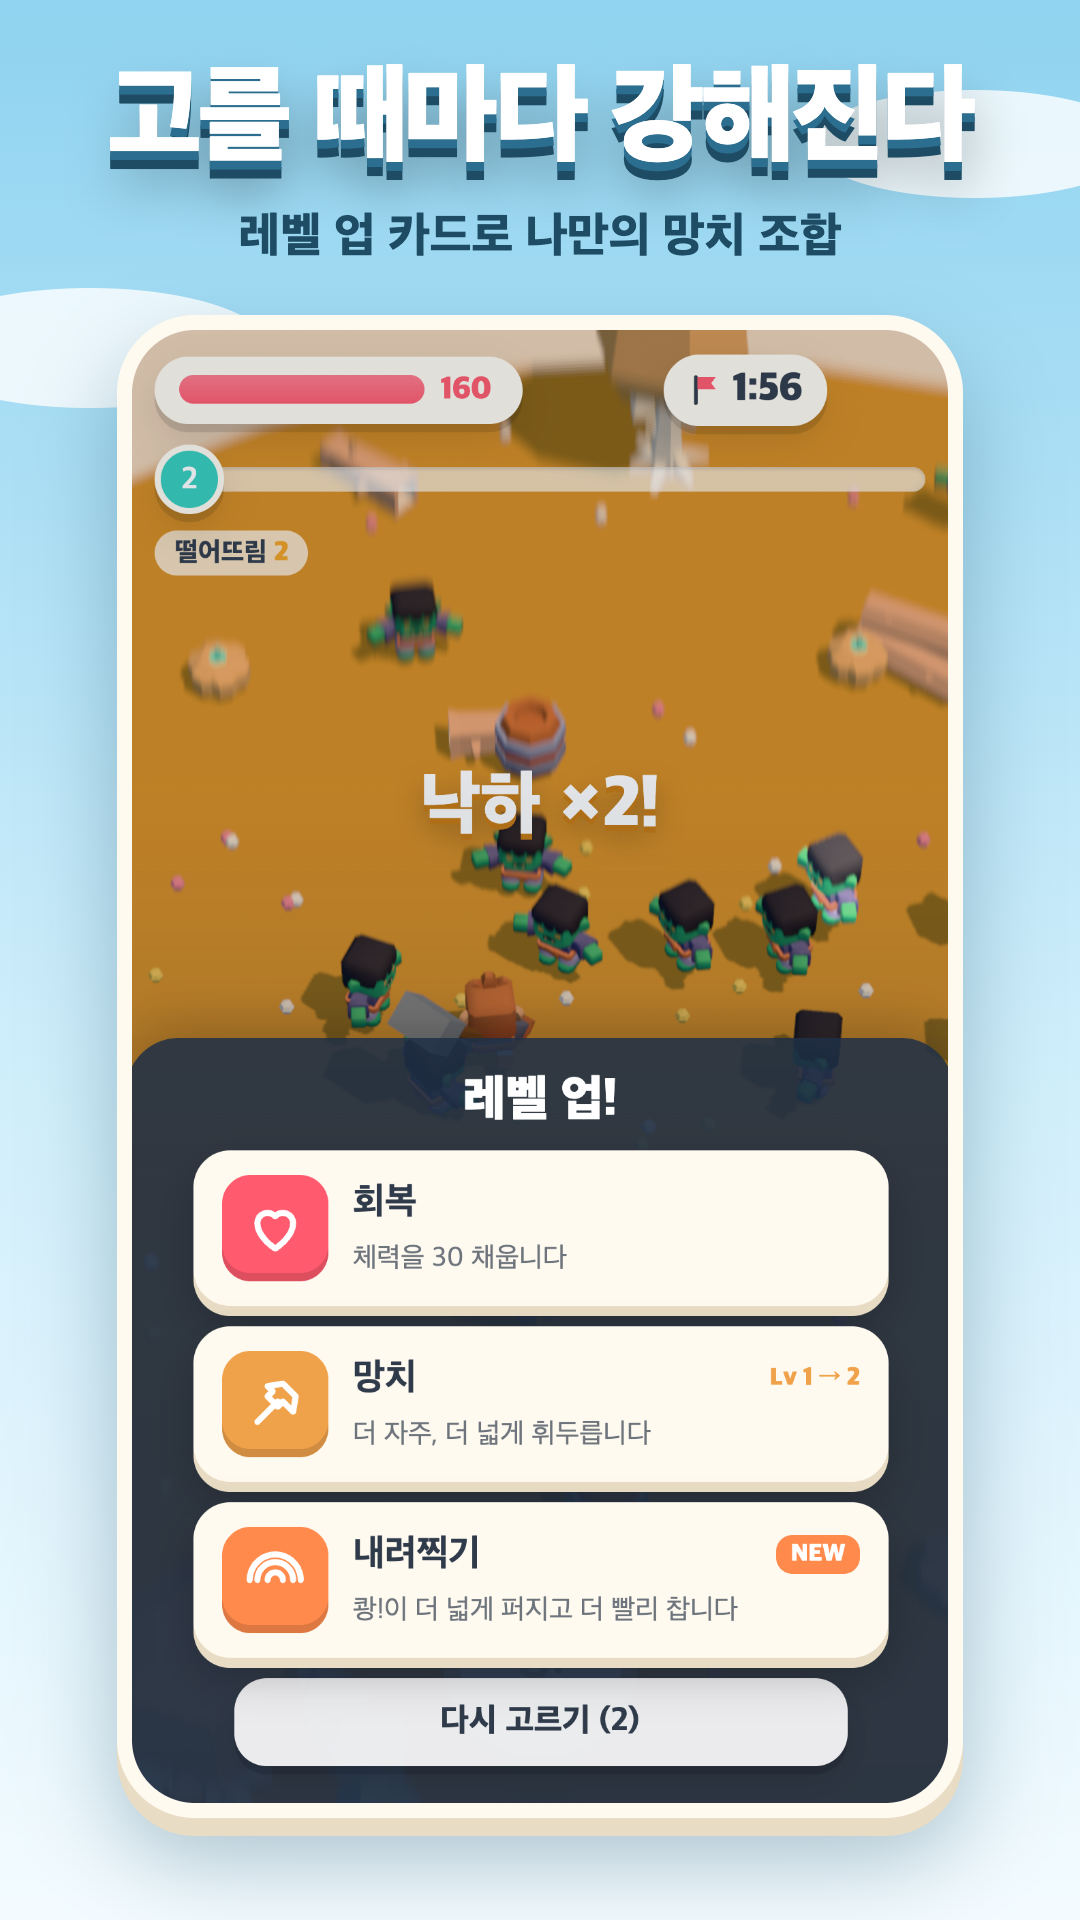 고를 때마다 강해진다
레벨 업 카드로 나만의 망치 조합
160
1:56
2
떨어뜨림 2
낙하 ×2!
레벨 업!
회복
체력을 30 채웁니다
망치
Lv 1 → 2
더 자주, 더 넓게 휘두릅니다
내려찍기
NEW
쾅!이 더 넓게 퍼지고 더 빨리 찹니다
다시 고르기 (2)